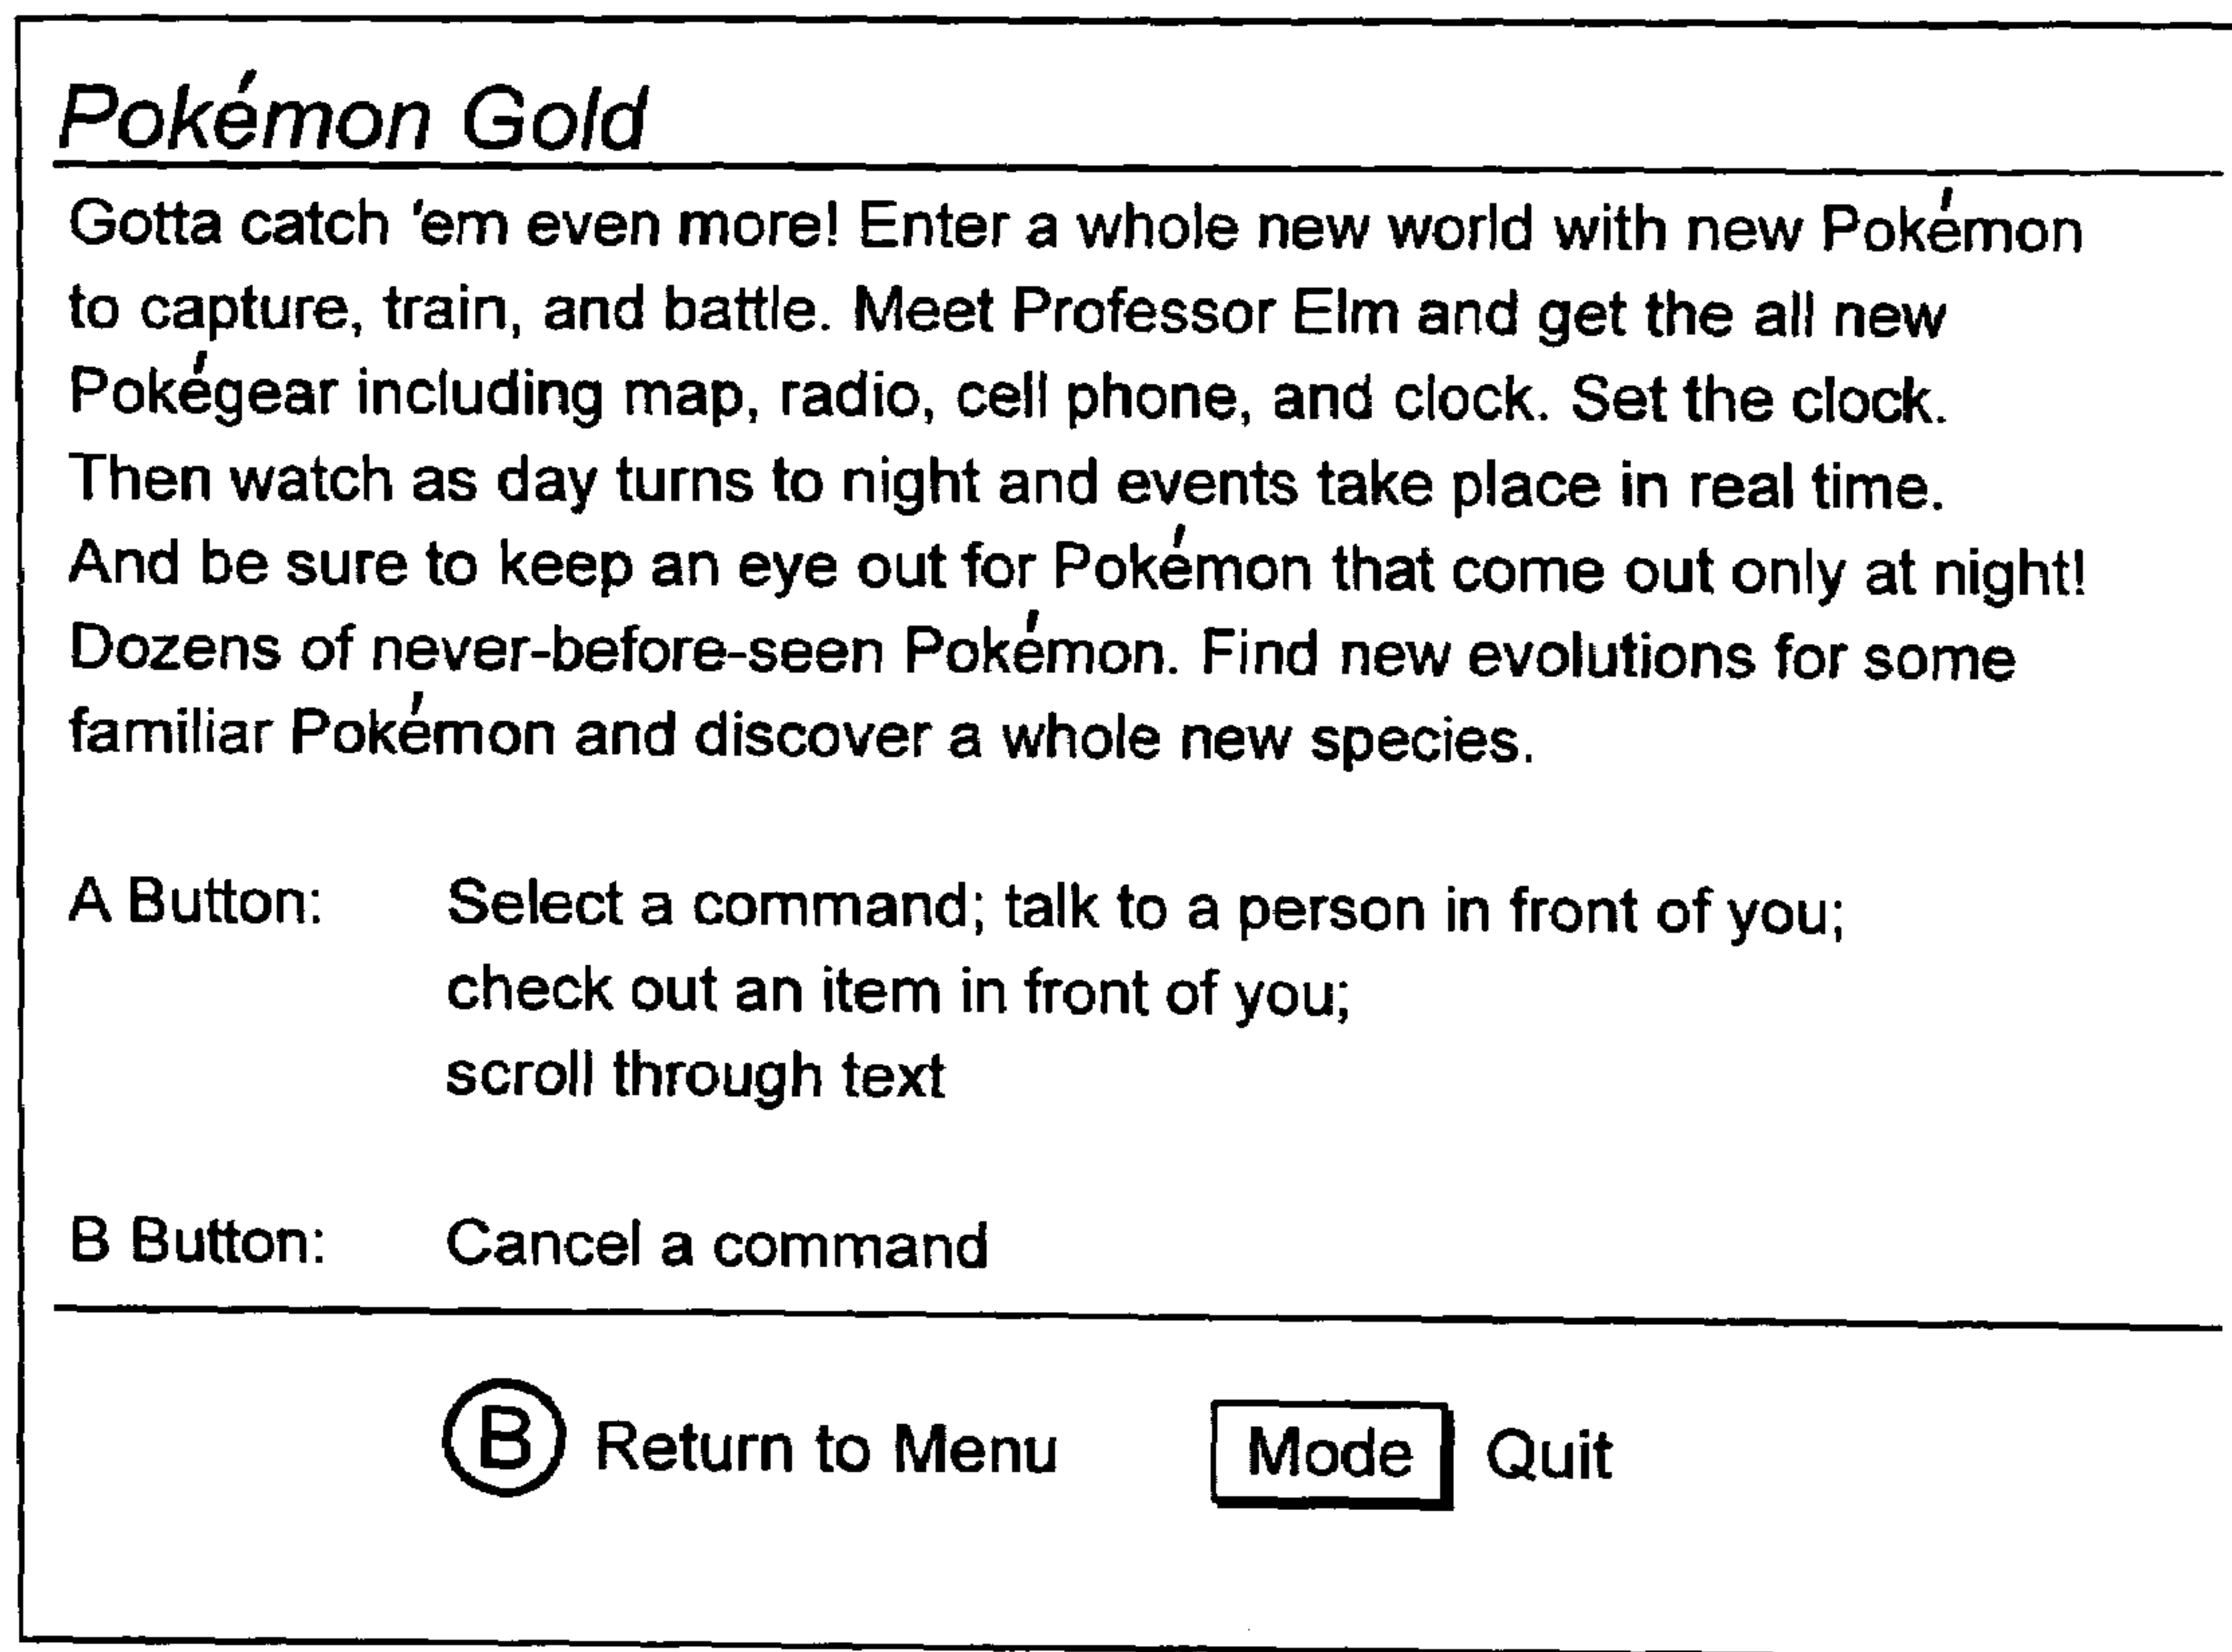 Pokémon Gold
Gotta catch 'em even more! Enter a whole new world with new Pokémon
to capture, train, and battle. Meet Professor Elm and get the all new
Pokégear including map, radio, cell phone, and clock. Set the clock.
Then watch as day turns to night and events take place in real time.
And be sure to keep an eye out for Pokémon that come out only at night!
Dozens of never-before-seen Pokémon. Find new evolutions for some
familiar Pokémon and discover a whole new species.
A Button: Select a command; talk to a person in front of you;
check out an item in front of you;
scroll through text
B Button: Cancel a command
B Return to Menu Mode Quit